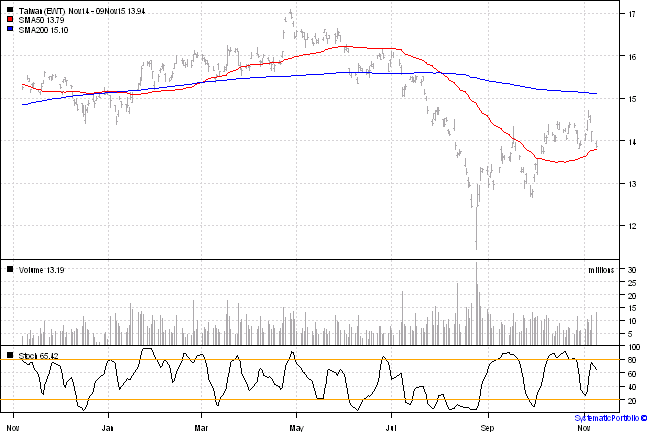 Taiwan (EWT) Nov14 - 09Nov15 13.94
SMA50 13.79
SMA200 15.10
17
16
15
14
13
12
Volume 13.19
millions
30
25
20
15
10
5
Stoch 65.42
100
80
60
40
20
Nov Jan Mar May Jul Sep Nov
SystematicPortfolio ©